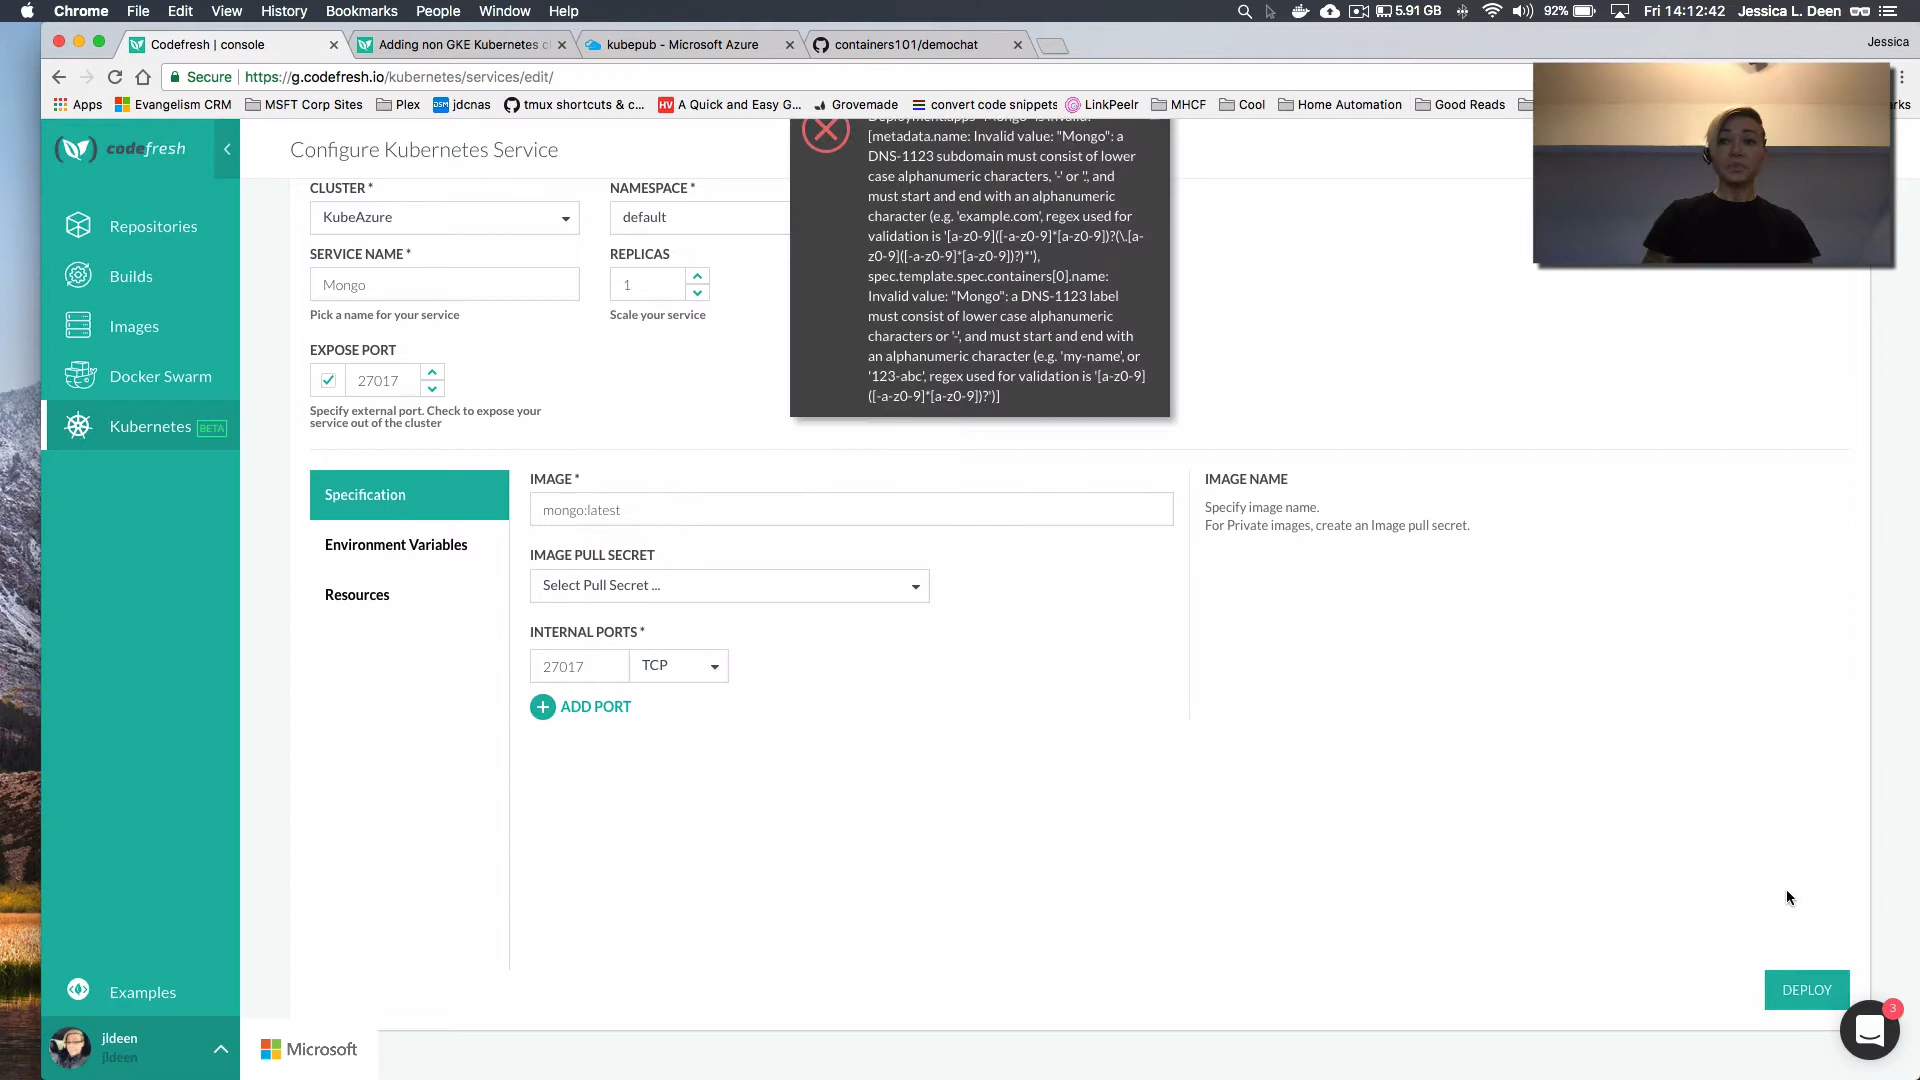 Chrome File Edit View History Bookmarks People Window Help 5.91 GB 92% Fri 14:12:42 Jessica L. Deen
Codefresh | console
Adding non GKE Kubernetes c
kubepub - Microsoft Azure
containers101/demochat
Jessica
Secure https://g.codefresh.io/kubernetes/services/edit/
Apps Evangelism CRM MSFT Corp Sites Plex jdcnas tmux shortcuts & c... A Quick and Easy G... Grovemade convert code snippets LinkPeelr MHCF Cool Home Automation Good Reads
codefresh
Repositories
Builds
Images
Docker Swarm
Kubernetes BETA
Examples
jldeen
jldeen
Configure Kubernetes Service
CLUSTER *
KubeAzure
NAMESPACE *
default
SERVICE NAME *
Mongo
Pick a name for your service
REPLICAS
1
Scale your service
EXPOSE PORT
27017
Specify external port. Check to expose your
service out of the cluster
[metadata.name: Invalid value: "Mongo": a
DNS-1123 subdomain must consist of lower
case alphanumeric characters, '-' or '.', and
must start and end with an alphanumeric
character (e.g. 'example.com', regex used for
validation is '[a-z0-9]([-a-z0-9]*[a-z0-9])?(\.[a-
z0-9]([-a-z0-9]*[a-z0-9])?)*'),
spec.template.spec.containers[0].name:
Invalid value: "Mongo": a DNS-1123 label
must consist of lower case alphanumeric
characters or '-', and must start and end with
an alphanumeric character (e.g. 'my-name', or
'123-abc', regex used for validation is '[a-z0-9]
([-a-z0-9]*[a-z0-9])?')]
Specification
Environment Variables
Resources
IMAGE *
mongo:latest
IMAGE PULL SECRET
Select Pull Secret ...
INTERNAL PORTS *
27017 TCP
ADD PORT
IMAGE NAME
Specify image name.
For Private images, create an Image pull secret.
DEPLOY
3
Microsoft